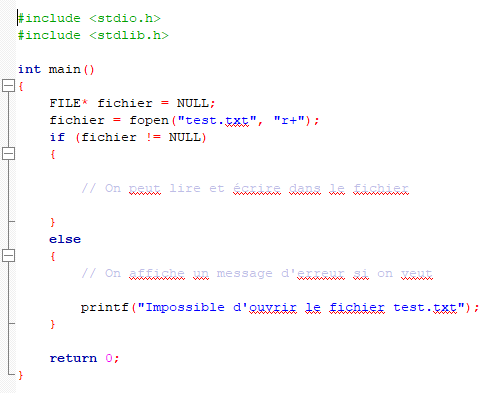 #include <stdio.h>
#include <stdlib.h>
int main()
{
FILE* fichier = NULL;
fichier = fopen("test.txt", "r+");
if (fichier != NULL)
{
// On peut lire et écrire dans le fichier
}
else
{
// On affiche un message d'erreur si on veut
printf("Impossible d'ouvrir le fichier test.txt");
}
return 0;
}